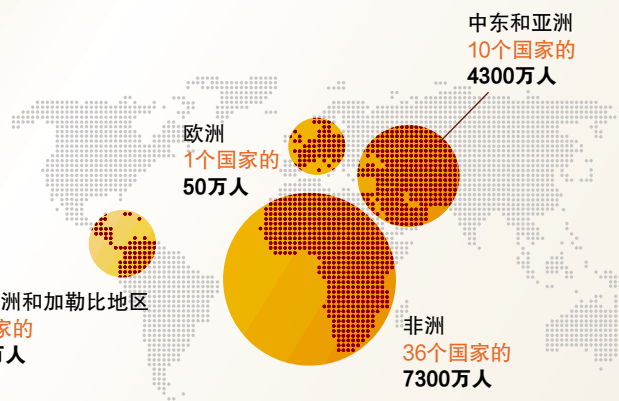 中东和亚洲
10个国家的
4300万人
欧洲
1个国家的
50万人
洲和加勒比地区
家的
万人
非洲
36个国家的
7300万人